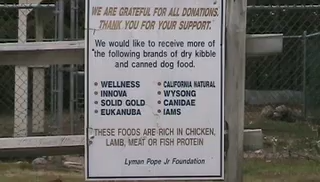 WE ARE GRATEFUL FOR ALL DONATIONS.
THANK YOU FOR YOUR SUPPORT.
We would like to receive more of
the following brands of dry kibble
and canned dog food.
• WELLNESS • CALIFORNIA NATURAL
• INNOVA • WYSONG
• SOLID GOLD • CANIDAE
• EUKANUBA • IAMS
THESE FOODS ARE RICH IN CHICKEN,
LAMB, MEAT OR FISH PROTEIN
Lyman Pope Jr Foundation